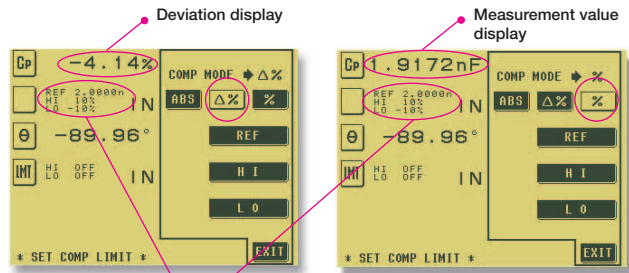 Deviation display
Cp -4.14%
REF 2.0000n
HI 10%
LO -10%
IN
θ -89.96°
LMT HI OFF
LO OFF
IN
* SET COMP LIMIT *
COMP MODE ➔ Δ%
ABS Δ% %
REF
HI
LO
EXIT
Measurement value
display
Cp 1.9172nF
REF 2.0000n
HI 10%
LO -10%
IN
θ -89.96°
LMT HI OFF
LO OFF
IN
* SET COMP LIMIT *
COMP MODE ➔ %
ABS Δ% %
REF
HI
LO
EXIT